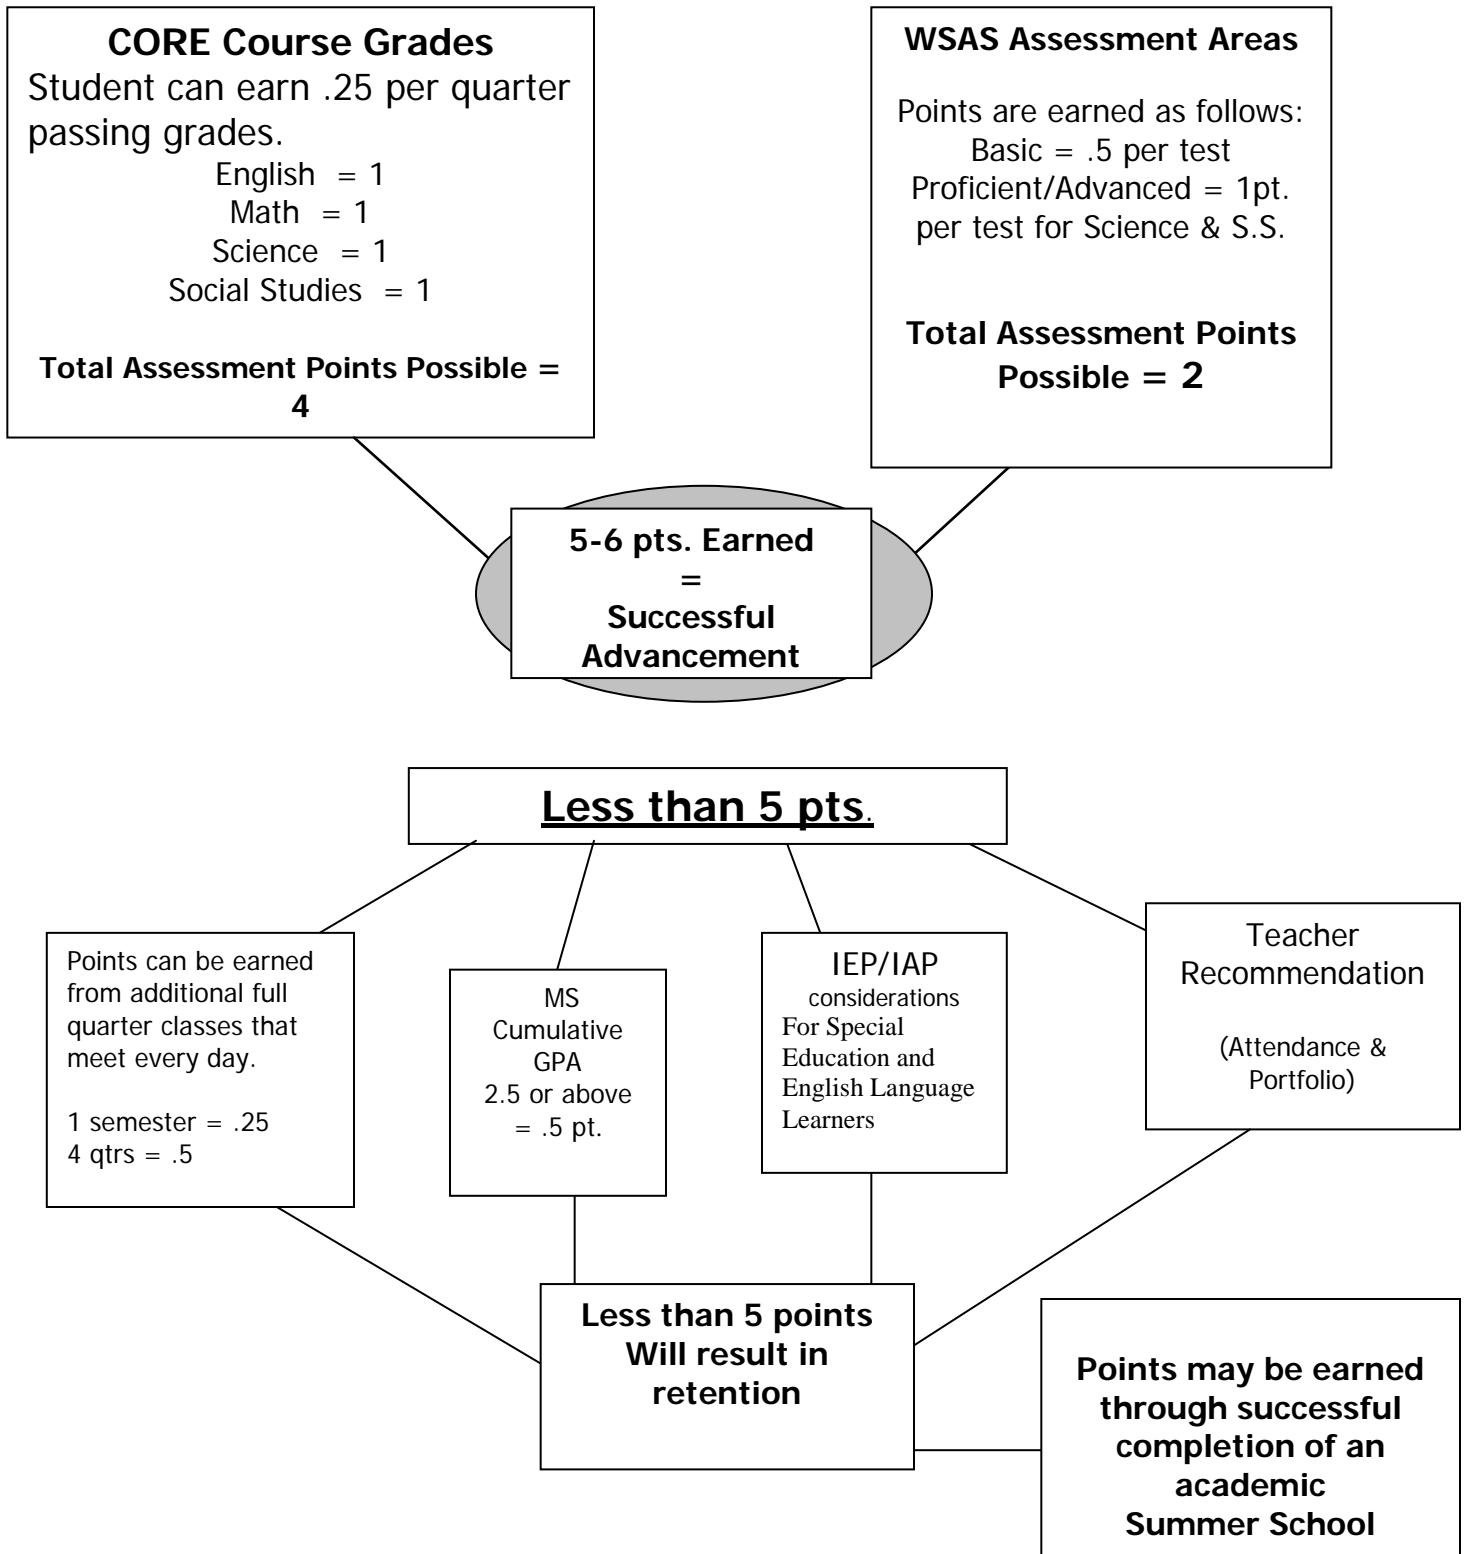 CORE Course Grades
Student can earn .25 per quarter
passing grades.
English = 1
Math = 1
Science = 1
Social Studies = 1
Total Assessment Points Possible =
4
WSAS Assessment Areas
Points are earned as follows:
Basic = .5 per test
Proficient/Advanced = 1pt.
per test for Science & S.S.
Total Assessment Points
Possible = 2
5-6 pts. Earned
=
Successful
Advancement
Less than 5 pts.
Points can be earned
from additional full
quarter classes that
meet every day.
1 semester = .25
4 qtrs = .5
MS
Cumulative
GPA
2.5 or above
= .5 pt.
IEP/IAP
considerations
For Special
Education and
English Language
Learners
Teacher
Recommendation
(Attendance &
Portfolio)
Less than 5 points
Will result in
retention
Points may be earned
through successful
completion of an
academic
Summer School